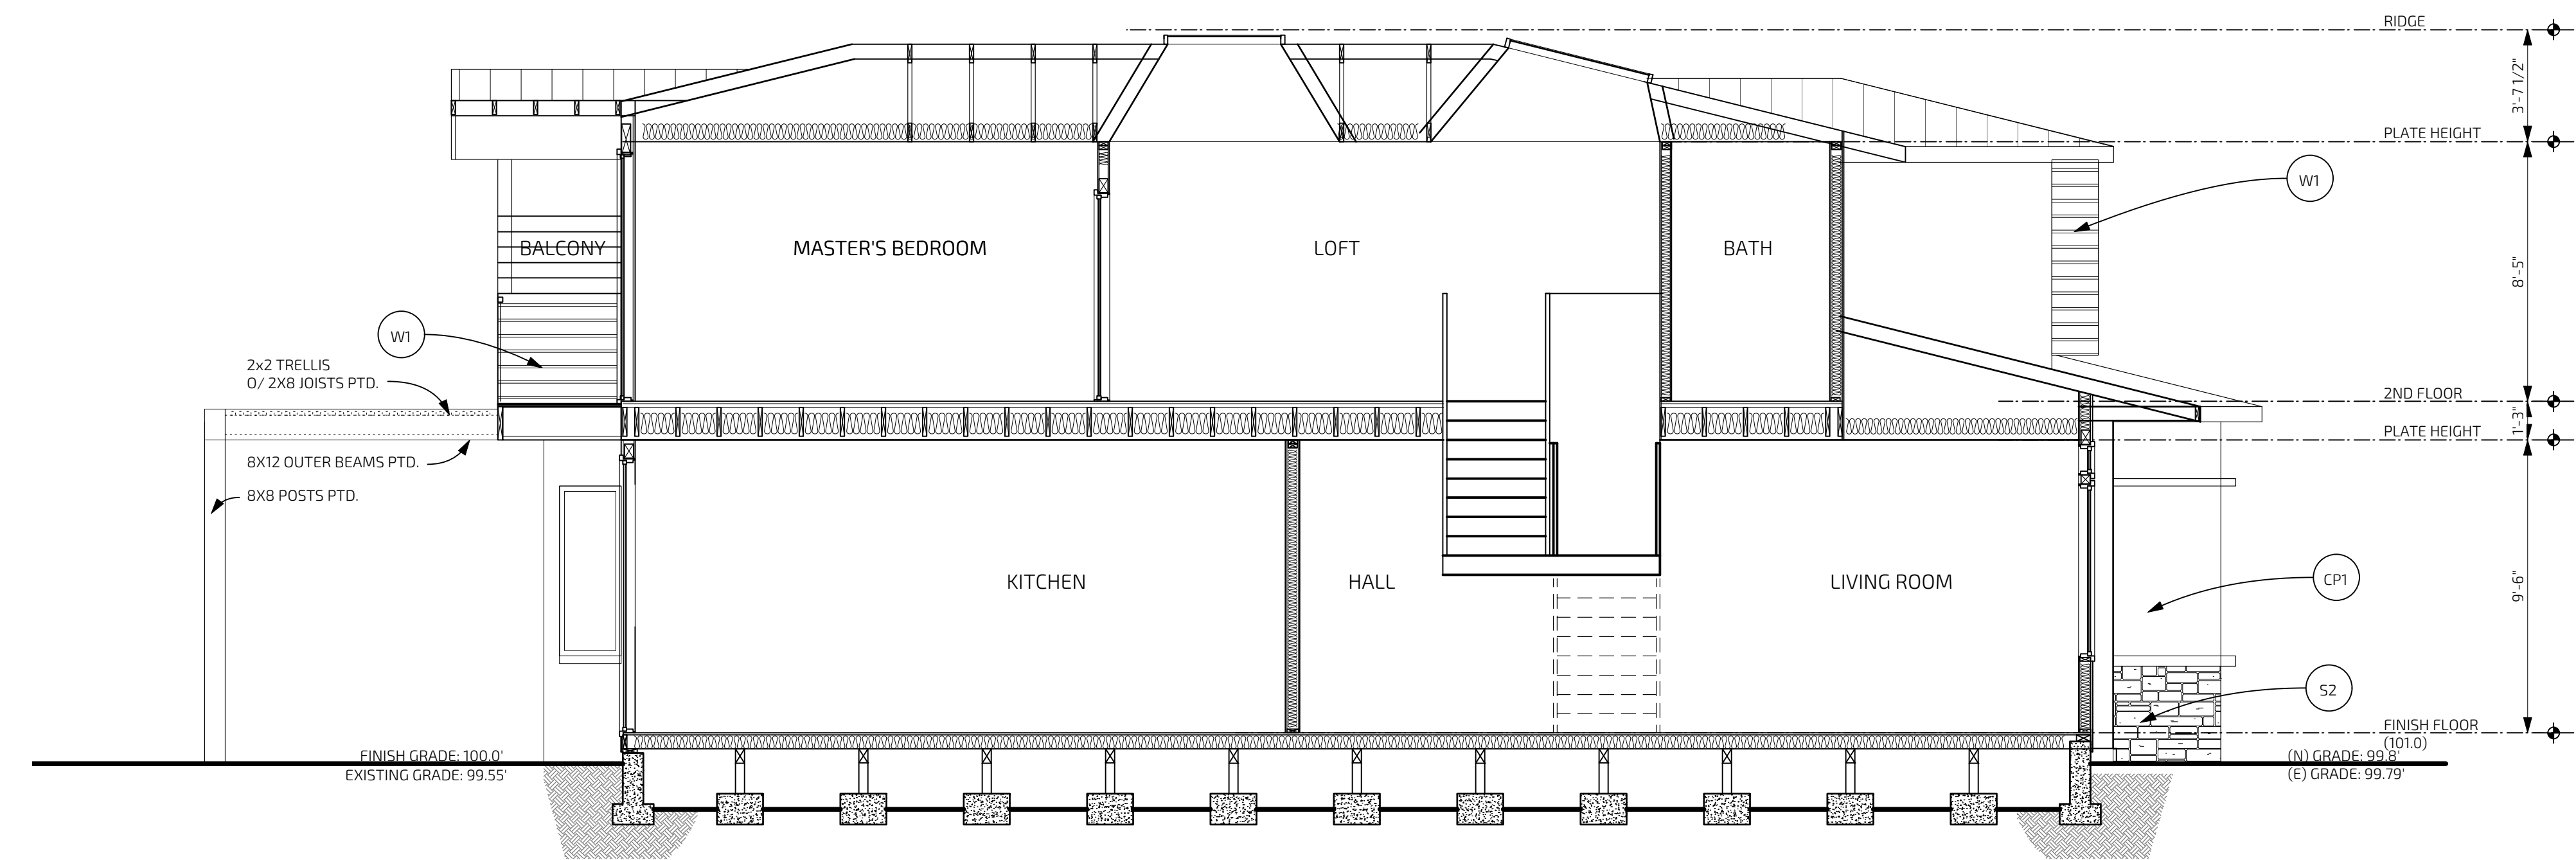 RIDGE
3'-7 1/2"
PLATE HEIGHT
W1
BALCONY
MASTER'S BEDROOM
LOFT
BATH
8'-5"
W1
2x2 TRELLIS
O/ 2X8 JOISTS PTD.
2ND FLOOR
1'-3"
PLATE HEIGHT
8X12 OUTER BEAMS PTD.
8X8 POSTS PTD.
KITCHEN
HALL
LIVING ROOM
CP1
9'-6"
S2
FINISH FLOOR
(101.0)
FINISH GRADE: 100.0'
EXISTING GRADE: 99.55'
(N) GRADE: 99.8'
(E) GRADE: 99.79'